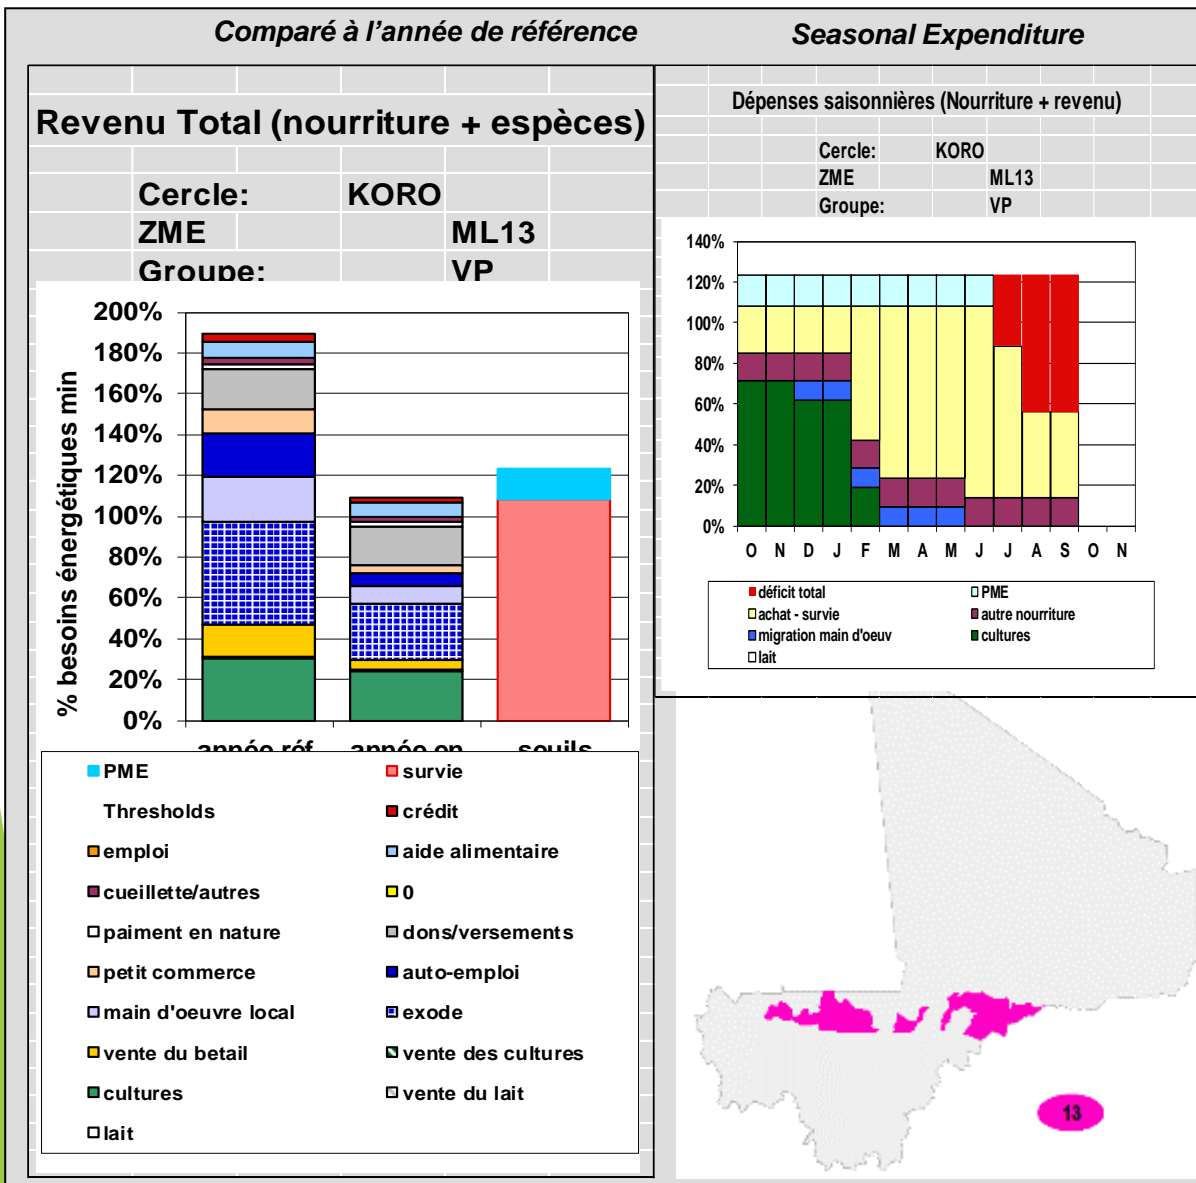 Comparé à l'année de référence
Seasonal Expenditure
Revenu Total (nourriture + espèces)
Cercle: KORO
ZME ML13
Groupe: VP
200%
180%
160%
140%
120%
100%
80%
60%
40%
20%
0%
% besoins énergétiques min
année réf année en seuils
PME survie
Thresholds crédit
emploi aide alimentaire
cueillette/autres 0
paiment en nature dons/versements
petit commerce auto-emploi
main d'oeuvre local exode
vente du betail vente des cultures
cultures vente du lait
lait
Dépenses saisonnières (Nourriture + revenu)
Cercle: KORO
ZME ML13
Groupe: VP
140%
120%
100%
80%
60%
40%
20%
0%
O N D J F M A M J J A S O N
déficit total PME
achat - survie autre nourriture
migration main d'oeuv cultures
lait
13